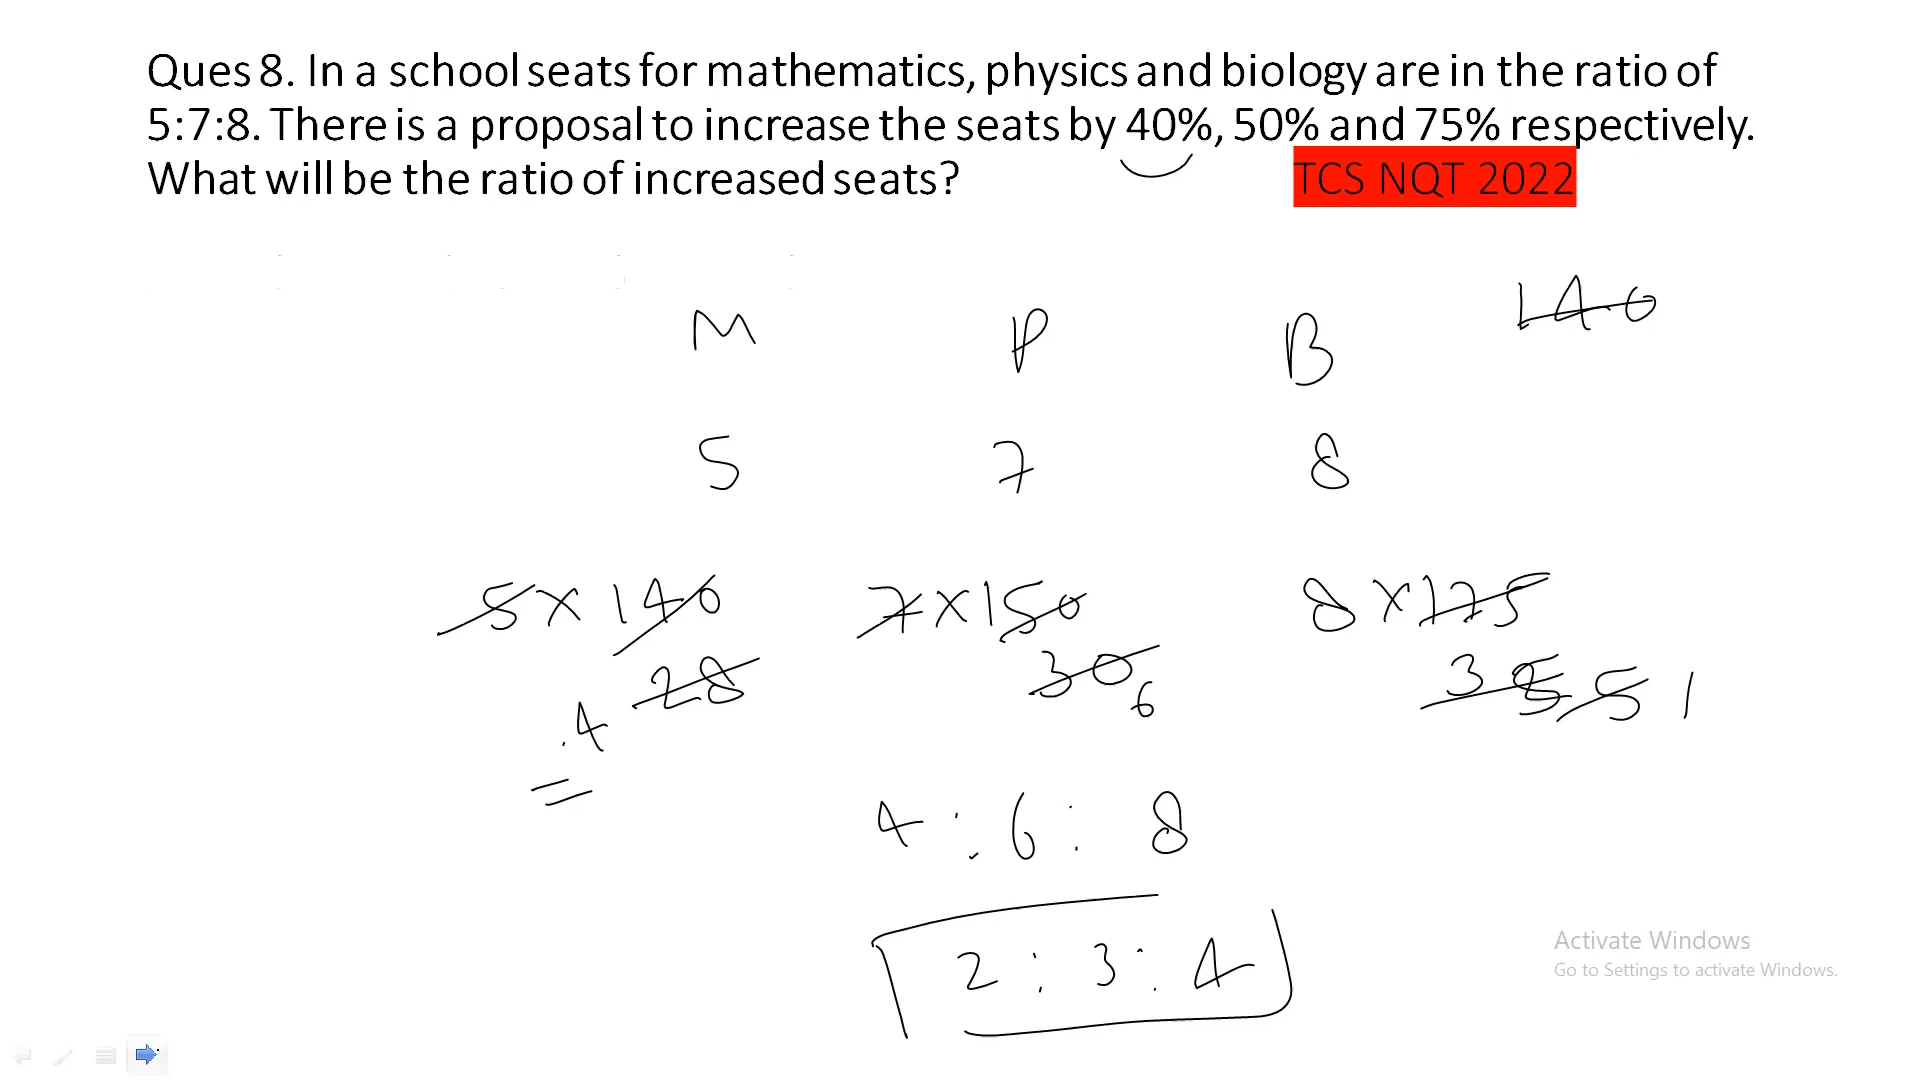 Ques 8. In a school seats for mathematics, physics and biology are in the ratio of
5:7:8. There is a proposal to increase the seats by 40%, 50% and 75% respectively.
What will be the ratio of increased seats?
TCS NQT 2022
140
M P B
5 7 8
5 x 140 7 x 150 8 x 175
28 30 35 5 1
4 6
=
4 : 6 : 8
2 : 3 : 4
Activate Windows
Go to Settings to activate Windows.